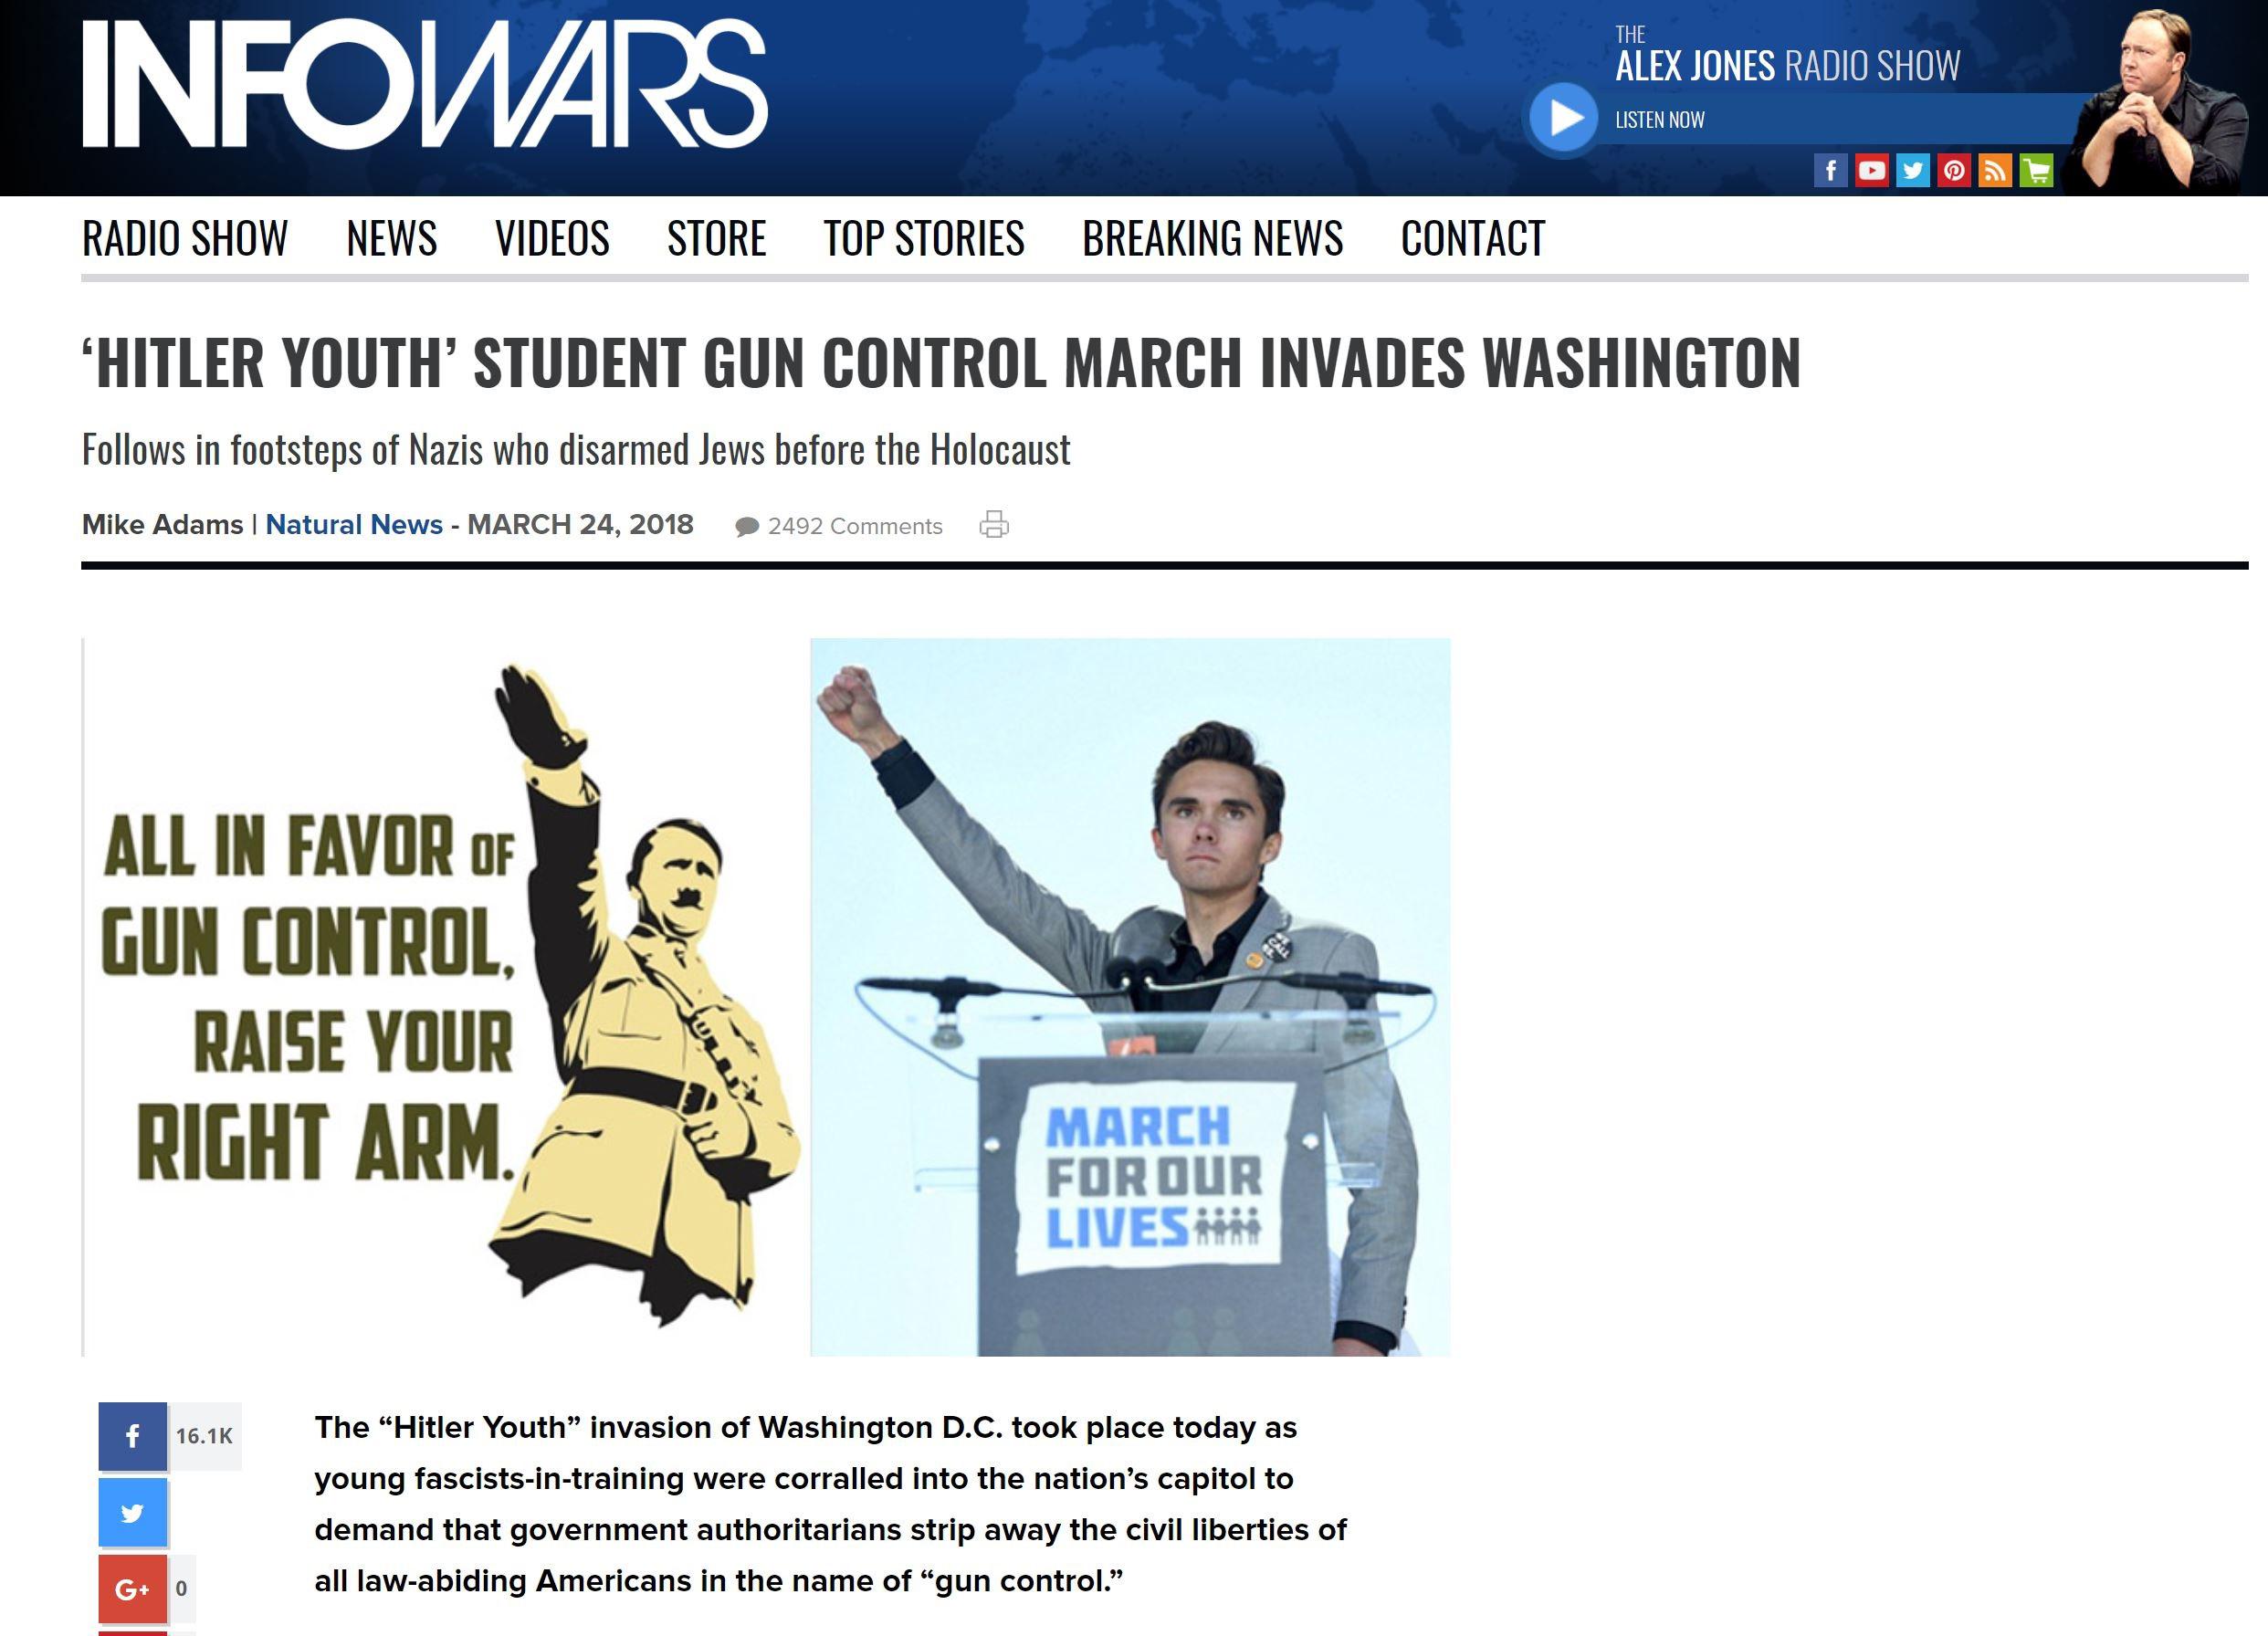 INFOWARS
THE
ALEX JONES RADIO SHOW
LISTEN NOW
RADIO SHOW NEWS VIDEOS STORE TOP STORIES BREAKING NEWS CONTACT
‘HITLER YOUTH’ STUDENT GUN CONTROL MARCH INVADES WASHINGTON
Follows in footsteps of Nazis who disarmed Jews before the Holocaust
Mike Adams | Natural News - MARCH 24, 2018 2492 Comments
ALL IN FAVOR OF
GUN CONTROL,
RAISE YOUR
RIGHT ARM.
WE
CALL
BS
MARCH
FOR OUR
LIVES
16.1K
G+ 0
The “Hitler Youth” invasion of Washington D.C. took place today as
young fascists-in-training were corralled into the nation’s capitol to
demand that government authoritarians strip away the civil liberties of
all law-abiding Americans in the name of “gun control.”